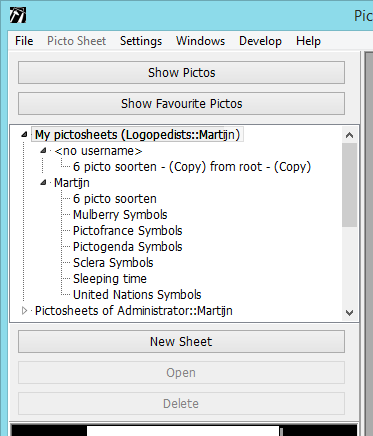 Pic
File Picto Sheet Settings Windows Develop Help
Show Pictos
Show Favourite Pictos
My pictosheets (Logopedists::Martijn)
<no username>
6 picto soorten - (Copy) from root - (Copy)
Martijn
6 picto soorten
Mulberry Symbols
Pictofrance Symbols
Pictogenda Symbols
Sclera Symbols
Sleeping time
United Nations Symbols
Pictosheets of Administrator::Martijn
New Sheet
Open
Delete